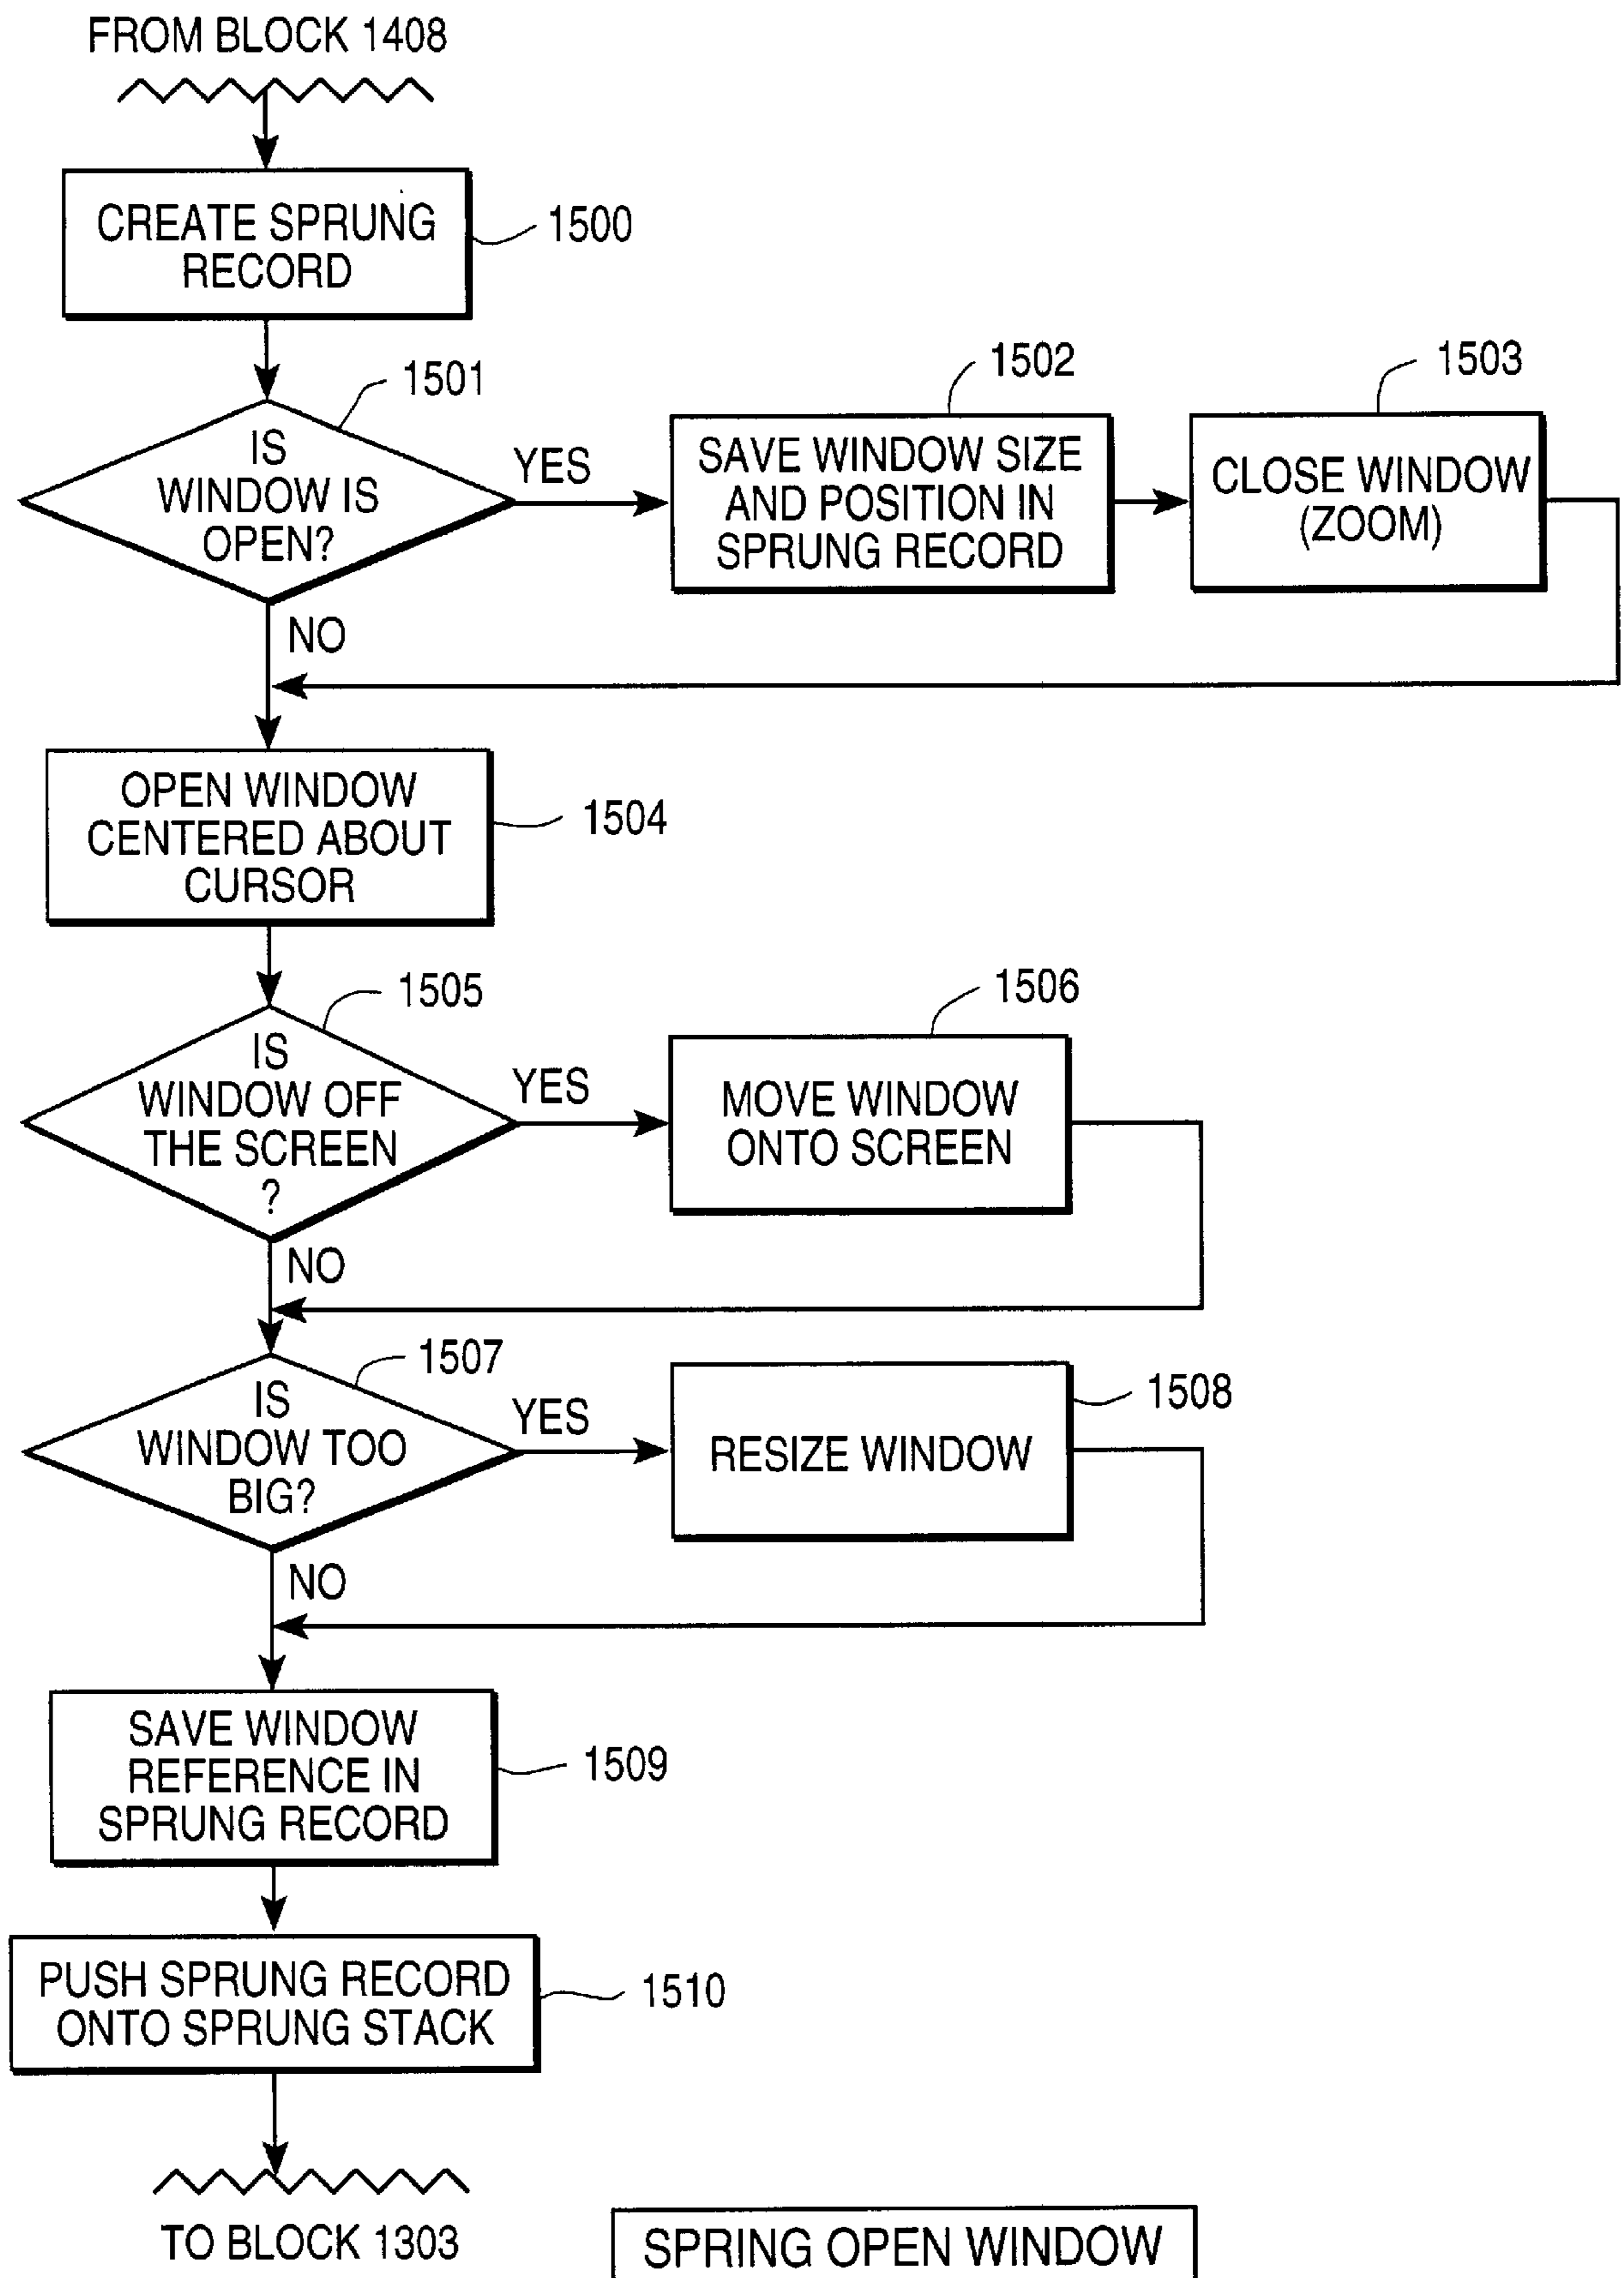 FROM BLOCK 1408
CREATE SPRUNG
RECORD
1500
1501
IS
WINDOW IS
OPEN?
YES
NO
1502
SAVE WINDOW SIZE
AND POSITION IN
SPRUNG RECORD
1503
CLOSE WINDOW
(ZOOM)
OPEN WINDOW
CENTERED ABOUT
CURSOR
1504
1505
IS
WINDOW OFF
THE SCREEN
?
YES
NO
1506
MOVE WINDOW
ONTO SCREEN
1507
IS
WINDOW TOO
BIG?
YES
NO
1508
RESIZE WINDOW
SAVE WINDOW
REFERENCE IN
SPRUNG RECORD
1509
PUSH SPRUNG RECORD
ONTO SPRUNG STACK
1510
TO BLOCK 1303
SPRING OPEN WINDOW